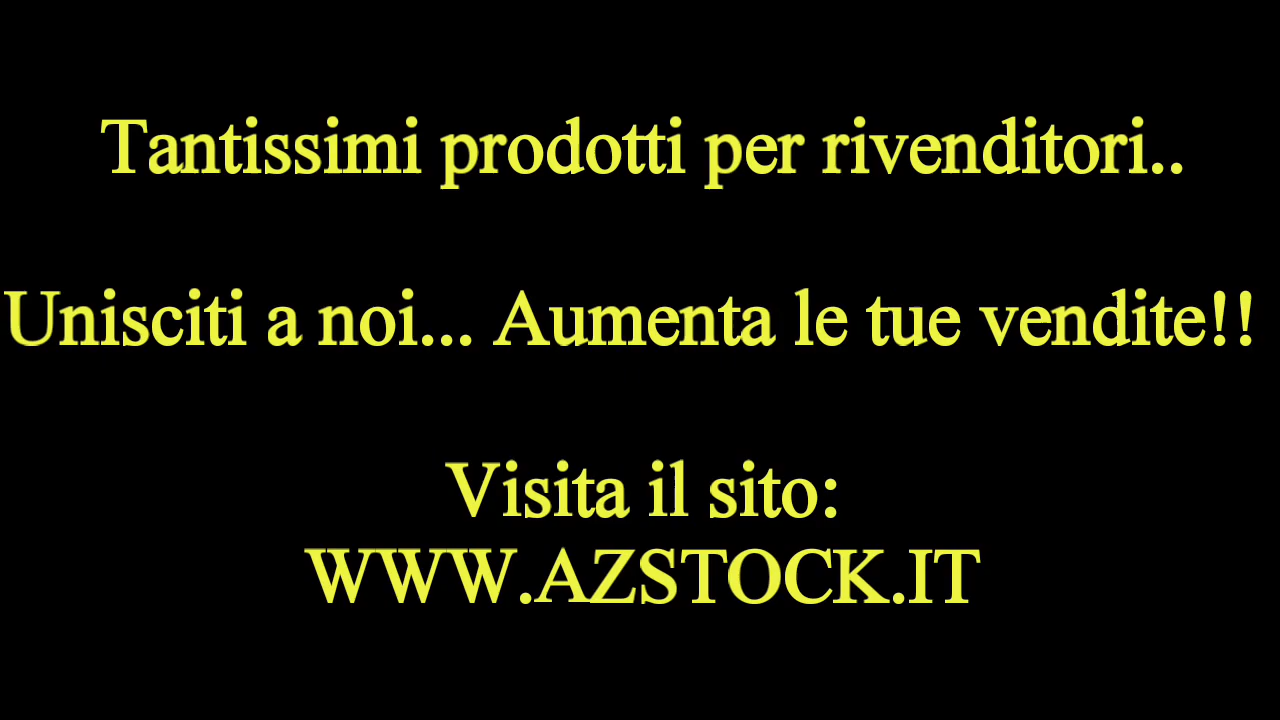 Tantissimi prodotti per rivenditori..
Unisciti a noi... Aumenta le tue vendite!!
Visita il sito:
WWW.AZSTOCK.IT